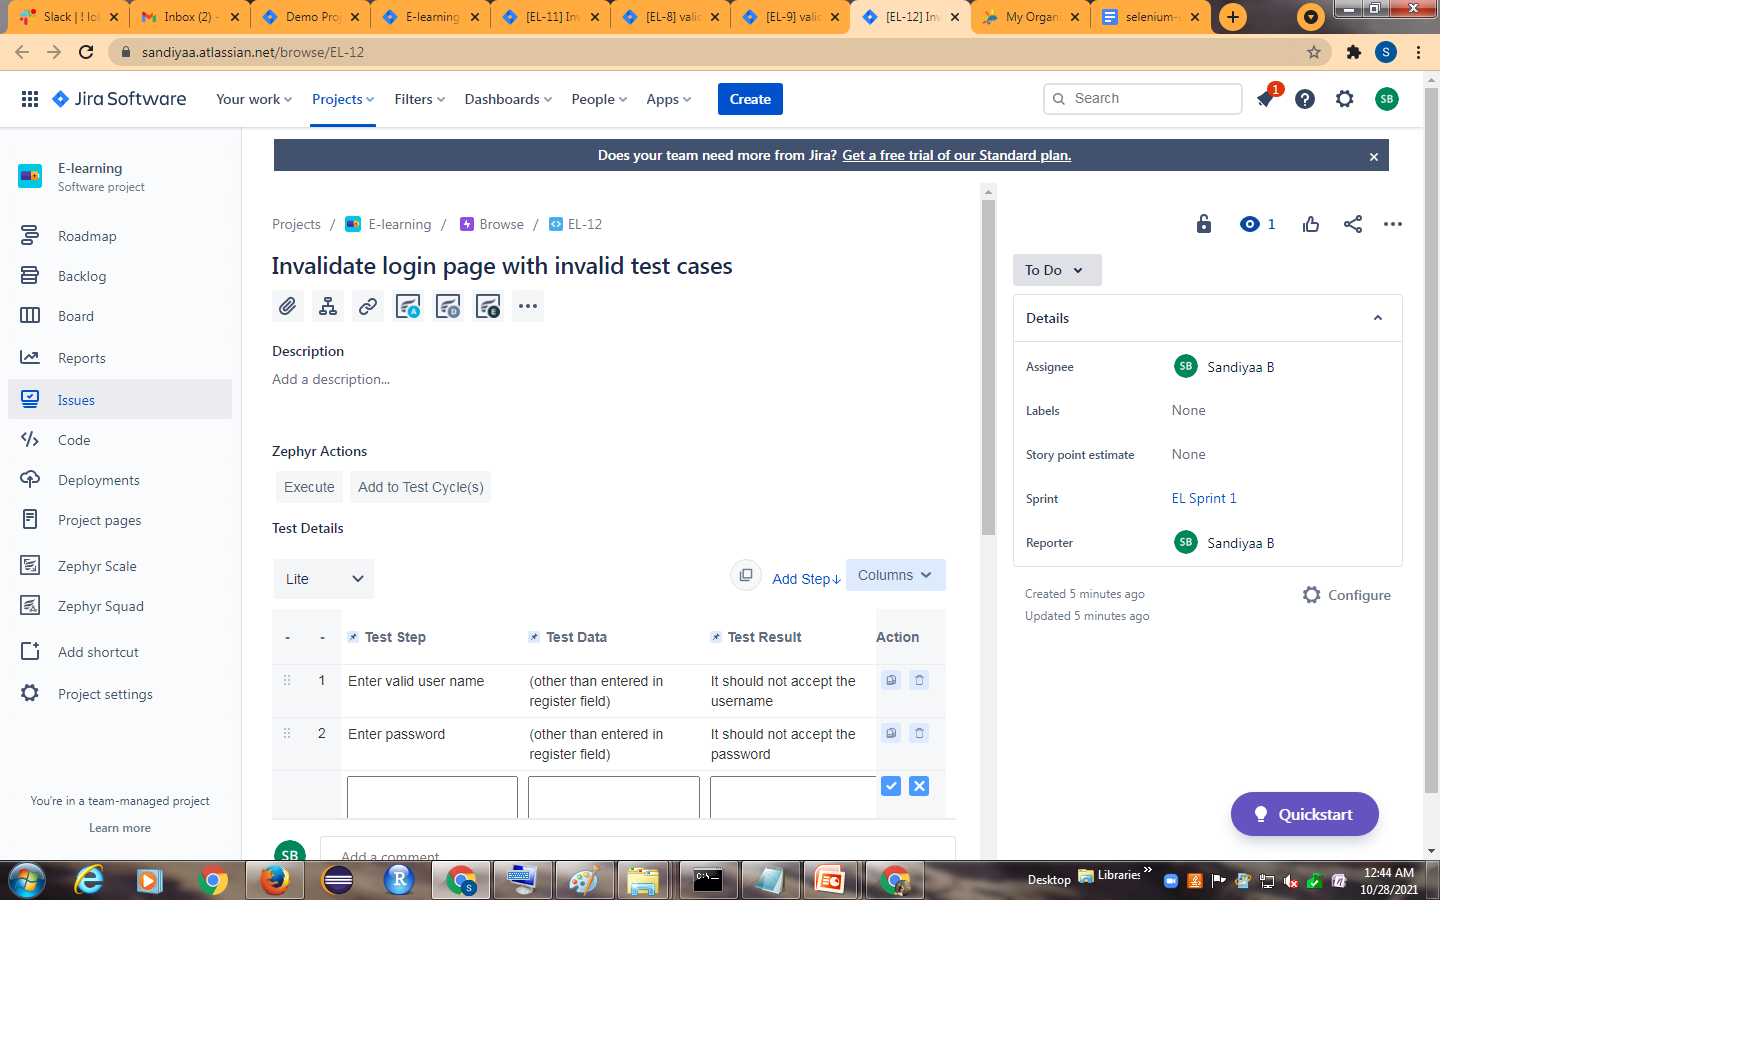 Slack | ! lo
Inbox (2) -
Demo Pro
E-learning
[EL-11] Inv
[EL-8] valid
[EL-9] valid
[EL-12] Inv
My Organi
selenium-
sandiyaa.atlassian.net/browse/EL-12
S
Jira Software
Your work
Projects
Filters
Dashboards
People
Apps
Create
Search
1
SB
Does your team need more from Jira? Get a free trial of our Standard plan.
E-learning
Software project
Roadmap
Backlog
Board
Reports
Issues
Code
Deployments
Project pages
Zephyr Scale
Zephyr Squad
Add shortcut
Project settings
You're in a team-managed project
Learn more
Projects / E-learning / Browse / EL-12
1
Invalidate login page with invalid test cases
A
D
E
Description
Add a description...
Zephyr Actions
Execute
Add to Test Cycle(s)
Test Details
Lite
Add Step↓
Columns
- - Test Step Test Data Test Result Action
1 Enter valid user name (other than entered in register field) It should not accept the username
2 Enter password (other than entered in register field) It should not accept the password
SB
Add a comment
To Do
Details
Assignee SB Sandiyaa B
Labels None
Story point estimate None
Sprint EL Sprint 1
Reporter SB Sandiyaa B
Created 5 minutes ago
Updated 5 minutes ago
Configure
Quickstart
R
S
C:\-
Desktop
Libraries
»
12:44 AM
10/28/2021